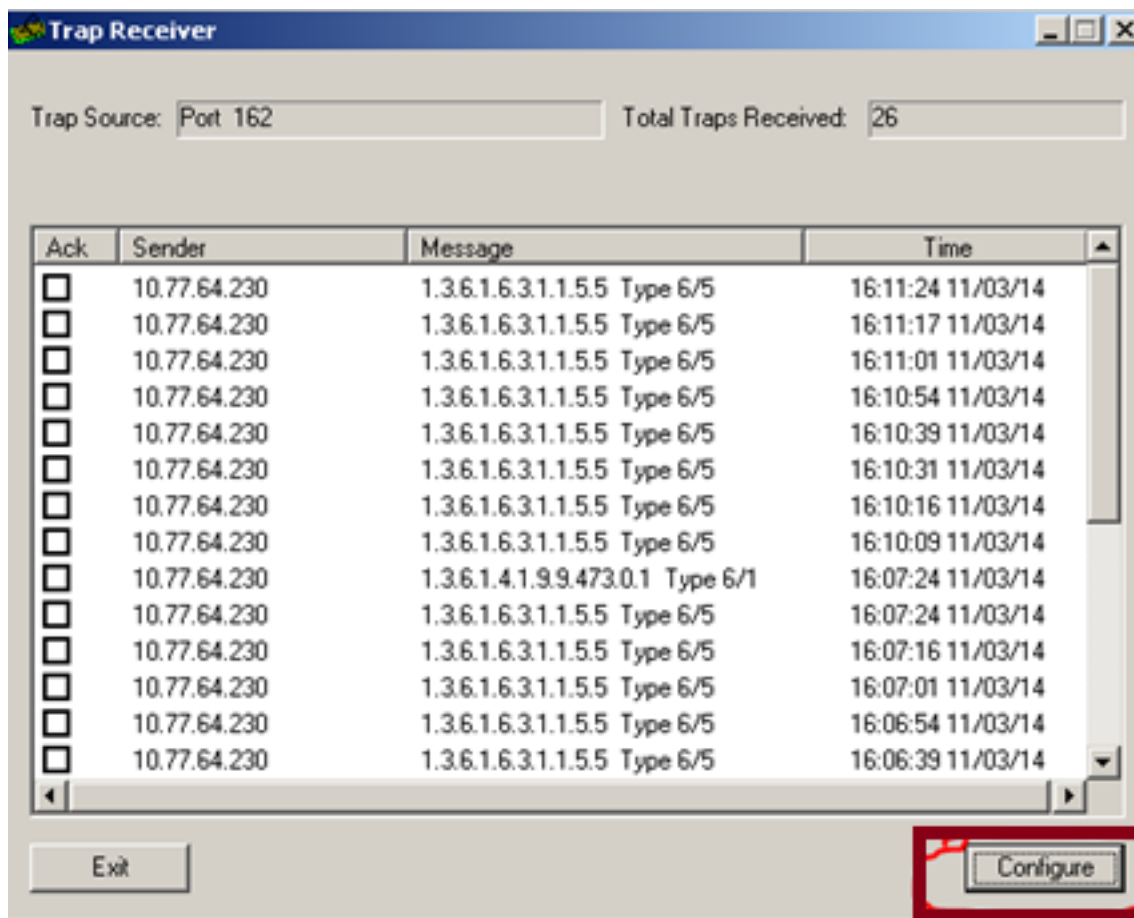 Trap Receiver
Trap Source: Port 162 Total Traps Received: 26
Ack Sender Message Time
10.77.64.230 1.3.6.1.6.3.1.1.5.5 Type 6/5 16:11:24 11/03/14
10.77.64.230 1.3.6.1.6.3.1.1.5.5 Type 6/5 16:11:17 11/03/14
10.77.64.230 1.3.6.1.6.3.1.1.5.5 Type 6/5 16:11:01 11/03/14
10.77.64.230 1.3.6.1.6.3.1.1.5.5 Type 6/5 16:10:54 11/03/14
10.77.64.230 1.3.6.1.6.3.1.1.5.5 Type 6/5 16:10:39 11/03/14
10.77.64.230 1.3.6.1.6.3.1.1.5.5 Type 6/5 16:10:31 11/03/14
10.77.64.230 1.3.6.1.6.3.1.1.5.5 Type 6/5 16:10:16 11/03/14
10.77.64.230 1.3.6.1.6.3.1.1.5.5 Type 6/5 16:10:09 11/03/14
10.77.64.230 1.3.6.1.4.1.9.9.473.0.1 Type 6/1 16:07:24 11/03/14
10.77.64.230 1.3.6.1.6.3.1.1.5.5 Type 6/5 16:07:24 11/03/14
10.77.64.230 1.3.6.1.6.3.1.1.5.5 Type 6/5 16:07:16 11/03/14
10.77.64.230 1.3.6.1.6.3.1.1.5.5 Type 6/5 16:07:01 11/03/14
10.77.64.230 1.3.6.1.6.3.1.1.5.5 Type 6/5 16:06:54 11/03/14
10.77.64.230 1.3.6.1.6.3.1.1.5.5 Type 6/5 16:06:39 11/03/14
Exit Configure